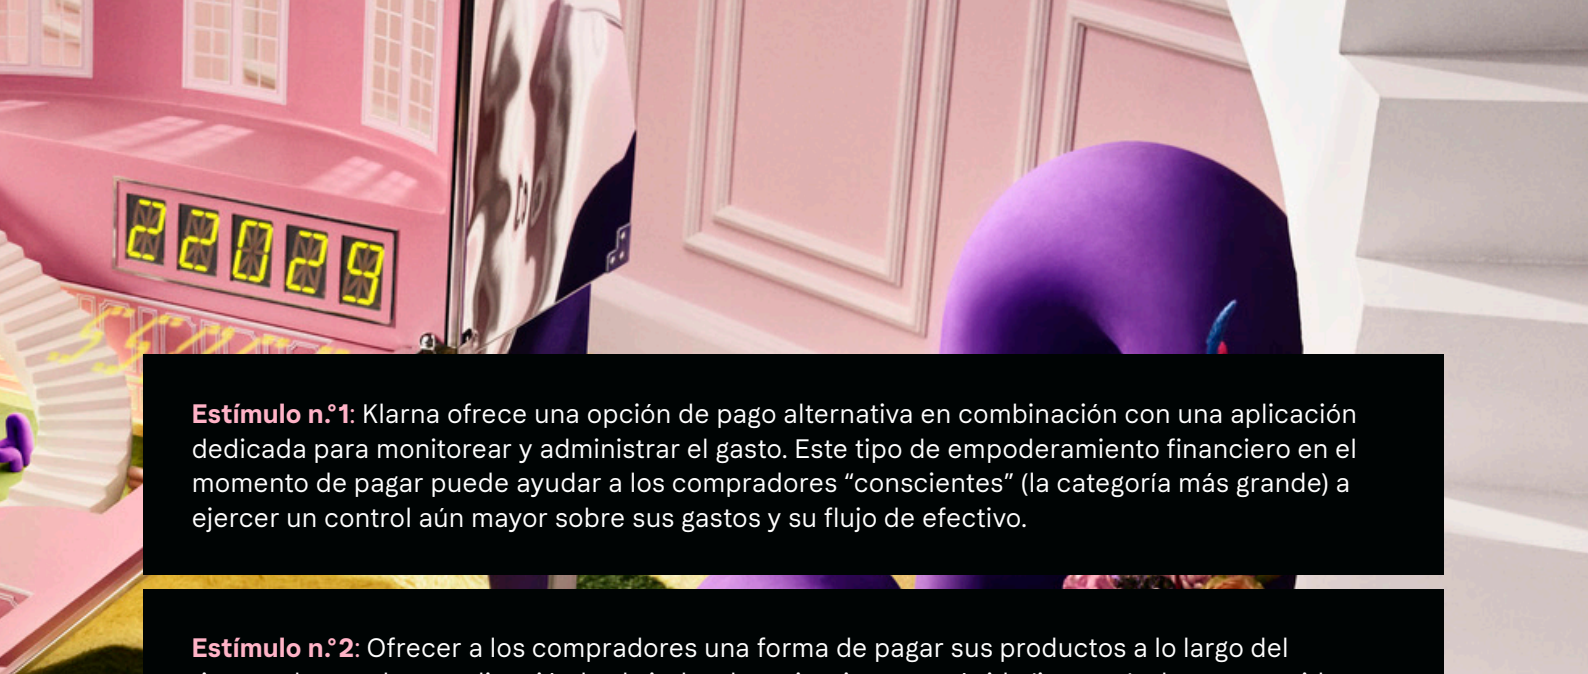 22029
Estímulo n.°1: Klarna ofrece una opción de pago alternativa en combinación con una aplicación
dedicada para monitorear y administrar el gasto. Este tipo de empoderamiento financiero en el
momento de pagar puede ayudar a los compradores “conscientes” (la categoría más grande) a
ejercer un control aún mayor sobre sus gastos y su flujo de efectivo.
Estímulo n.°2: Ofrecer a los compradores una forma de pagar sus productos a lo largo del